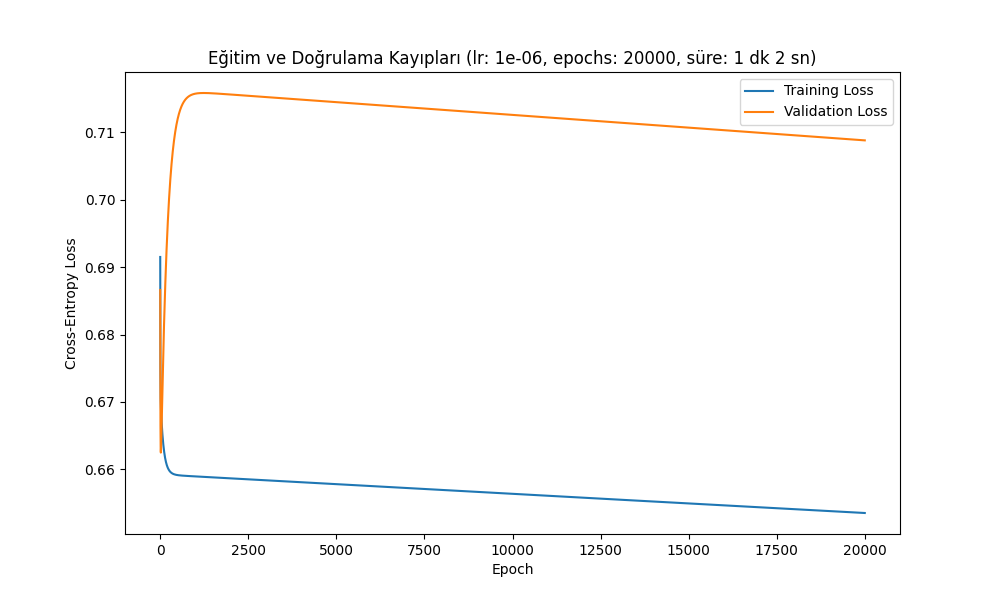 Eğitim ve Doğrulama Kayıpları (lr: 1e-06, epochs: 20000, süre: 1 dk 2 sn)
Training Loss
Validation Loss
Cross-Entropy Loss
0.71
0.70
0.69
0.68
0.67
0.66
0 2500 5000 7500 10000 12500 15000 17500 20000
Epoch